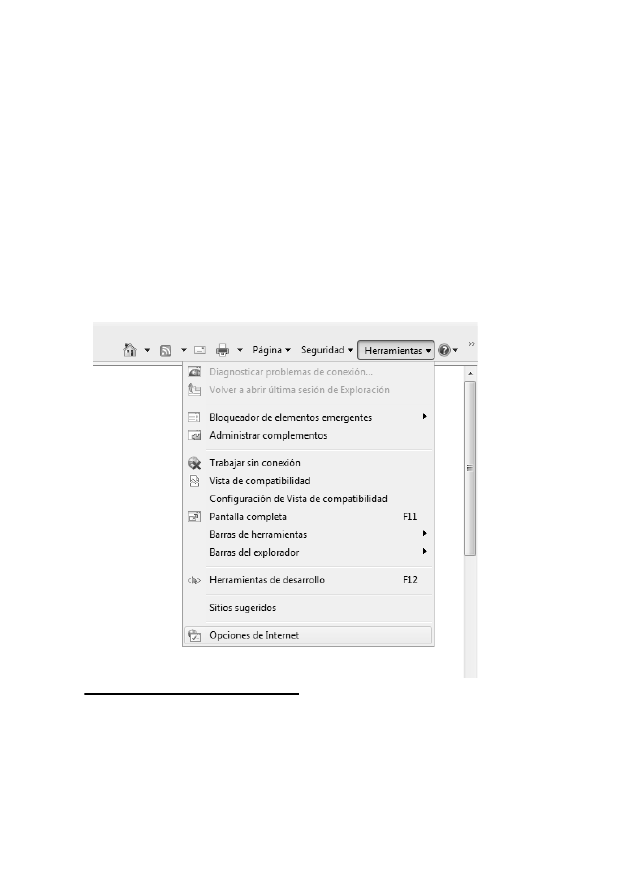 Página Seguridad Herramientas
Diagnosticar problemas de conexión...
Volver a abrir última sesión de Exploración
Bloqueador de elementos emergentes
Administrar complementos
Trabajar sin conexión
Vista de compatibilidad
Configuración de Vista de compatibilidad
Pantalla completa F11
Barras de herramientas
Barras del explorador
Herramientas de desarrollo F12
Sitios sugeridos
Opciones de Internet